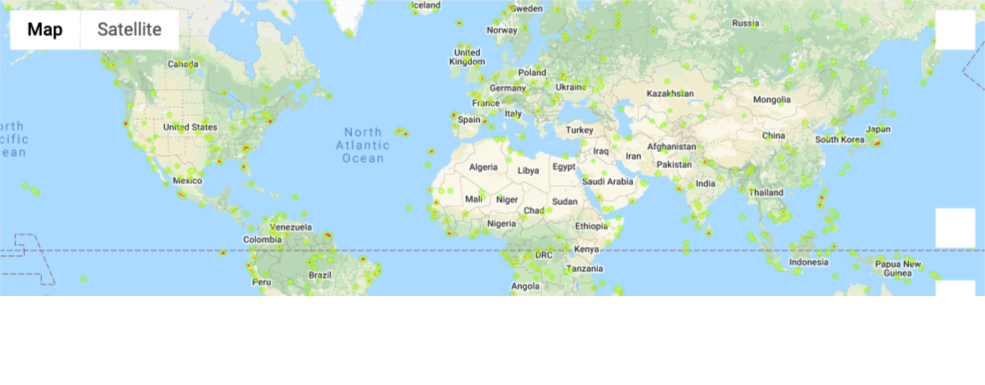 Map
Satellite
Iceland
Sweden
Norway
Russia
Canada
United
Kingdom
Poland
Germany
Ukraine
France
Kazakhstan
Mongolia
Italy
Spain
North
Atlantic
Ocean
United States
Turkey
China
South Korea
Japan
Afghanistan
Iraq
Iran
Pakistan
Algeria
Libya
Egypt
Saudi Arabia
India
Mexico
Mali
Niger
Chad
Sudan
Thailand
Venezuela
Nigeria
Ethiopia
Colombia
DRC
Kenya
Indonesia
Papua New
Guinea
Tanzania
Brazil
Peru
Angola
orth
cific
ean